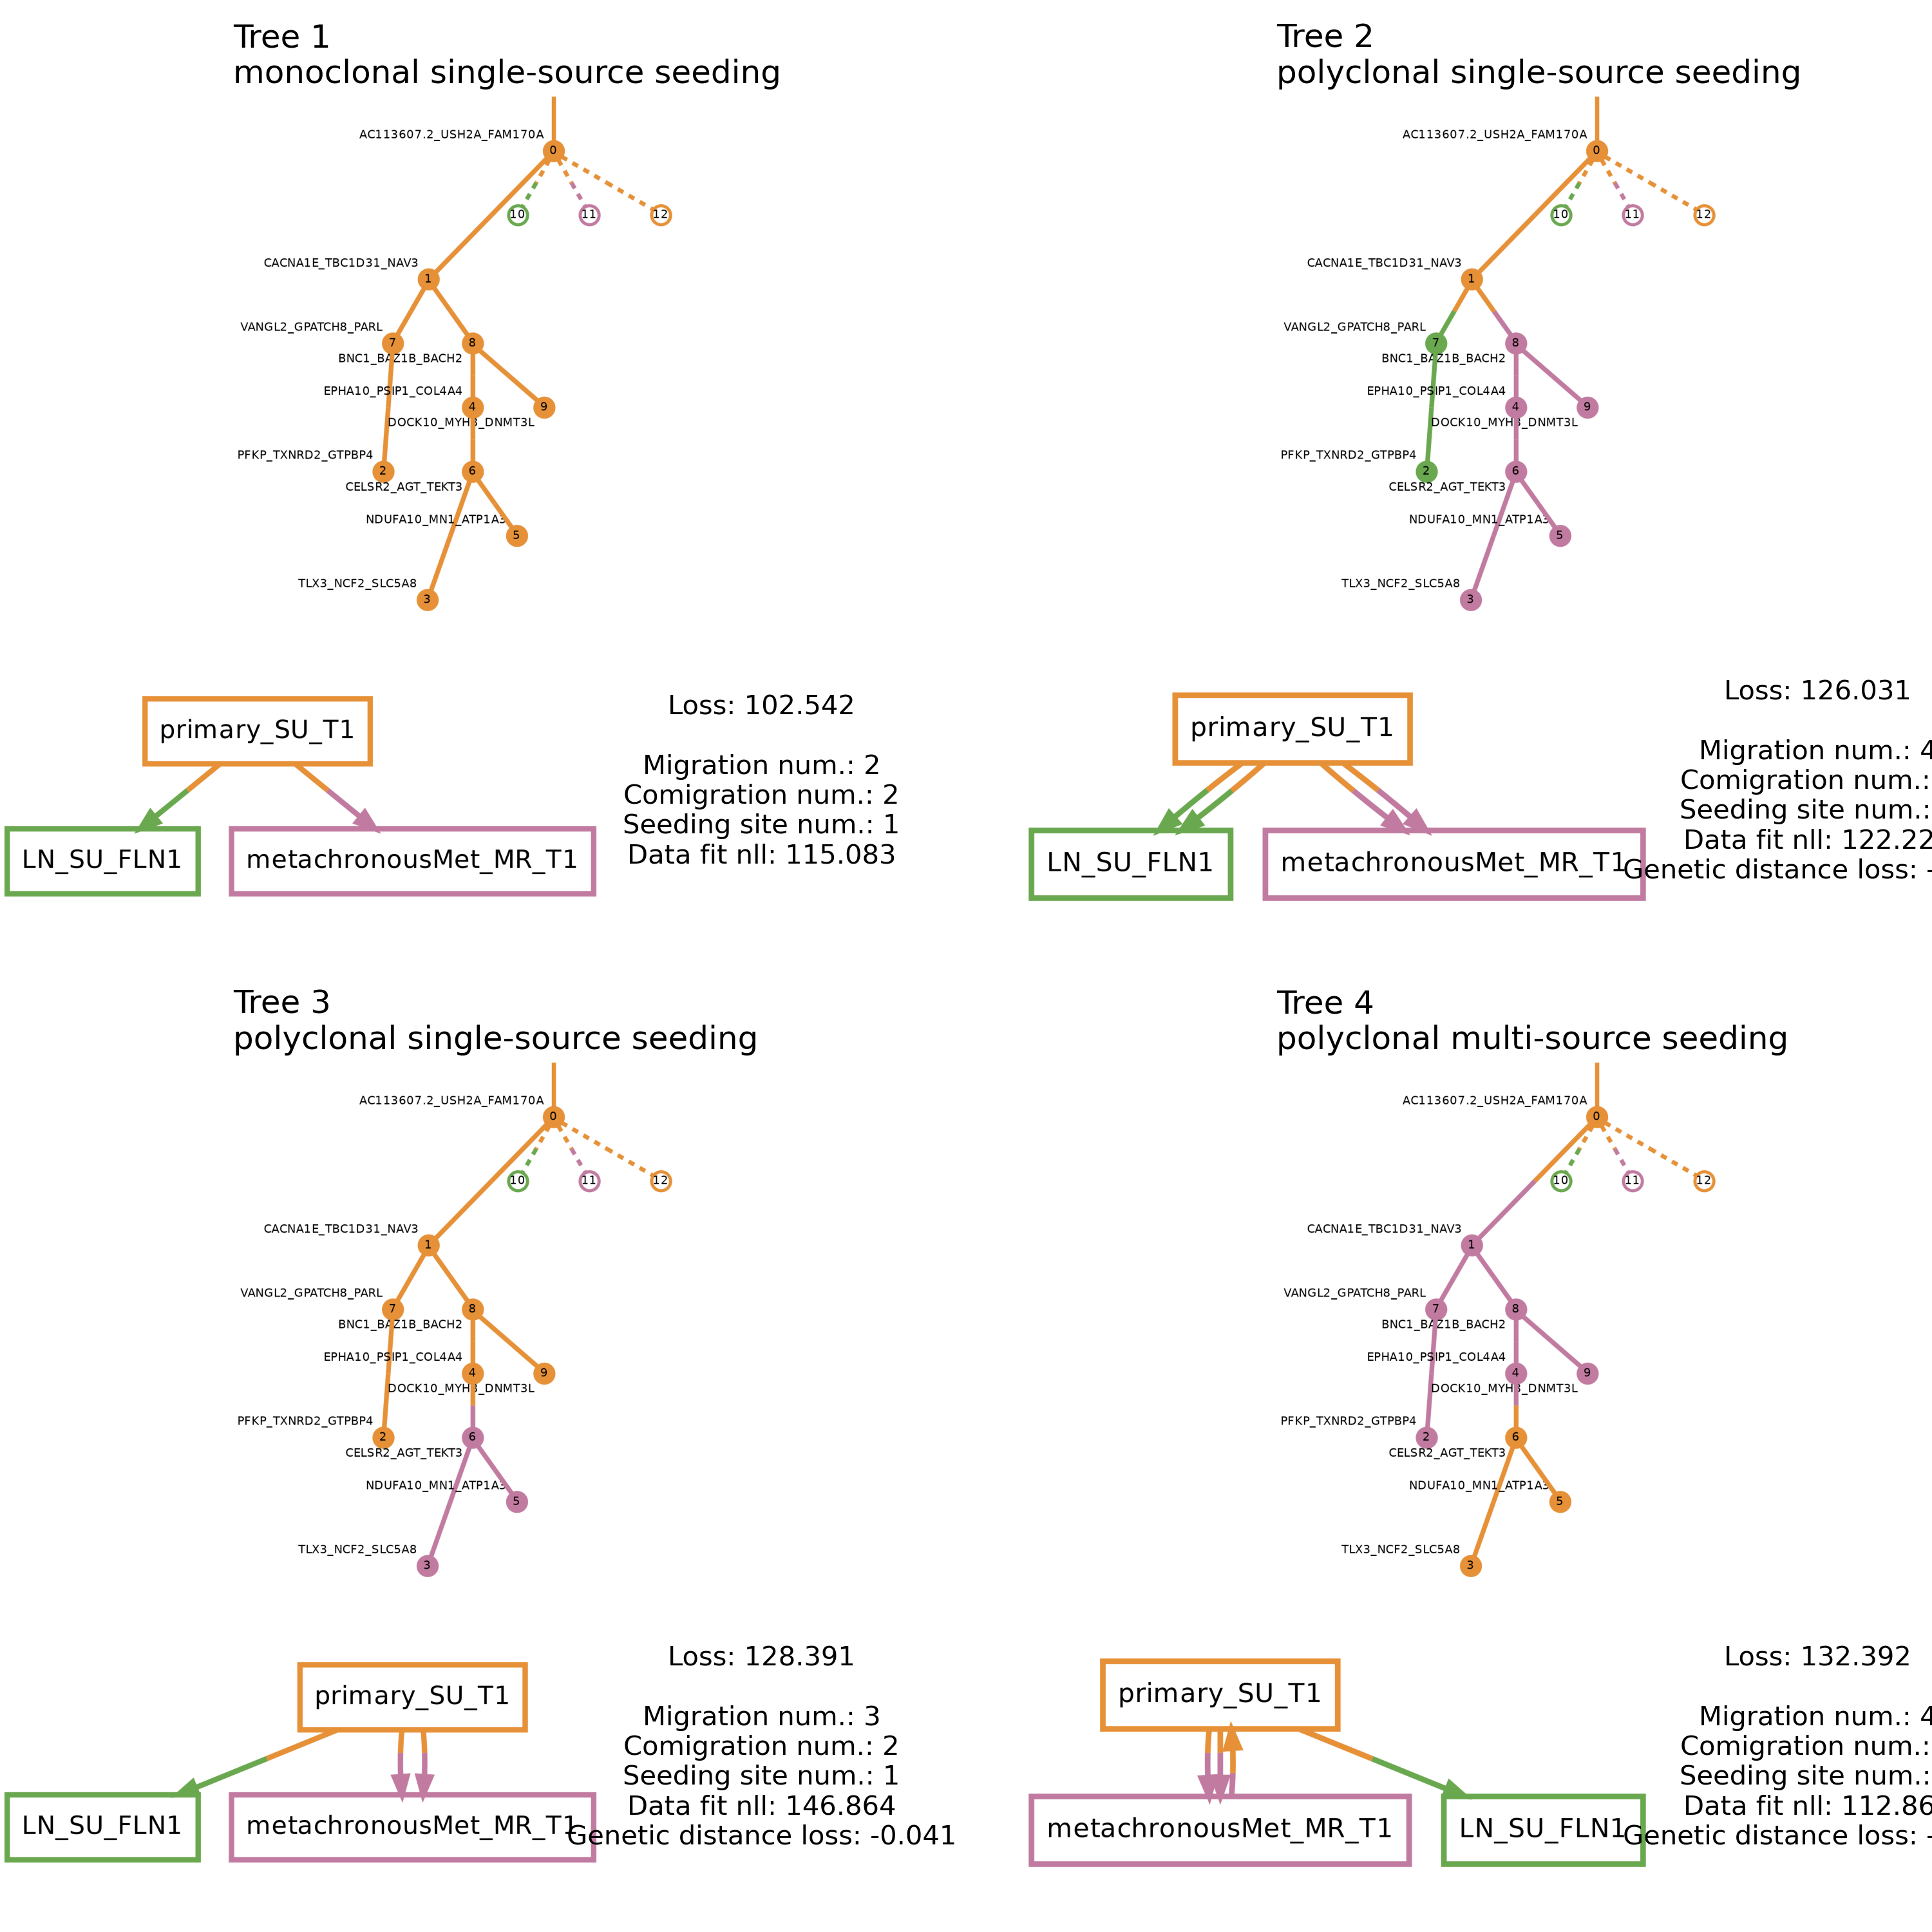 Tree 1
monoclonal single-source seeding
AC113607.2_USH2A_FAM170A
0
10
11
12
CACNA1E_TBC1D31_NAV3
1
VANGL2_GPATCH8_PARL
7
8
BNC1_BAZ1B_BACH2
EPHA10_PSIP1_COL4A4
4
9
DOCK10_MYH3_DNMT3L
PFKP_TXNRD2_GTPBP4
2
6
CELSR2_AGT_TEKT3
NDUFA10_MN1_ATP1A3
5
TLX3_NCF2_SLC5A8
3
primary_SU_T1
LN_SU_FLN1
metachronousMet_MR_T1
Loss: 102.542
Migration num.: 2
Comigration num.: 2
Seeding site num.: 1
Data fit nll: 115.083
Tree 2
polyclonal single-source seeding
AC113607.2_USH2A_FAM170A
0
10
11
12
CACNA1E_TBC1D31_NAV3
1
VANGL2_GPATCH8_PARL
7
8
BNC1_BAZ1B_BACH2
EPHA10_PSIP1_COL4A4
4
9
DOCK10_MYH3_DNMT3L
PFKP_TXNRD2_GTPBP4
2
6
CELSR2_AGT_TEKT3
NDUFA10_MN1_ATP1A3
5
TLX3_NCF2_SLC5A8
3
primary_SU_T1
LN_SU_FLN1
metachronousMet_MR_T1
Loss: 126.031
Migration num.: 4
Comigration num.:
Seeding site num.:
Data fit nll: 122.22
Genetic distance loss: -
Tree 3
polyclonal single-source seeding
AC113607.2_USH2A_FAM170A
0
10
11
12
CACNA1E_TBC1D31_NAV3
1
VANGL2_GPATCH8_PARL
7
8
BNC1_BAZ1B_BACH2
EPHA10_PSIP1_COL4A4
4
9
DOCK10_MYH3_DNMT3L
PFKP_TXNRD2_GTPBP4
2
6
CELSR2_AGT_TEKT3
NDUFA10_MN1_ATP1A3
5
TLX3_NCF2_SLC5A8
3
primary_SU_T1
LN_SU_FLN1
metachronousMet_MR_T1
Loss: 128.391
Migration num.: 3
Comigration num.: 2
Seeding site num.: 1
Data fit nll: 146.864
Genetic distance loss: -0.041
Tree 4
polyclonal multi-source seeding
AC113607.2_USH2A_FAM170A
0
10
11
12
CACNA1E_TBC1D31_NAV3
1
VANGL2_GPATCH8_PARL
7
8
BNC1_BAZ1B_BACH2
EPHA10_PSIP1_COL4A4
4
9
DOCK10_MYH3_DNMT3L
PFKP_TXNRD2_GTPBP4
2
6
CELSR2_AGT_TEKT3
NDUFA10_MN1_ATP1A3
5
TLX3_NCF2_SLC5A8
3
primary_SU_T1
metachronousMet_MR_T1
LN_SU_FLN1
Loss: 132.392
Migration num.: 4
Comigration num.:
Seeding site num.:
Data fit nll: 112.86
Genetic distance loss: -